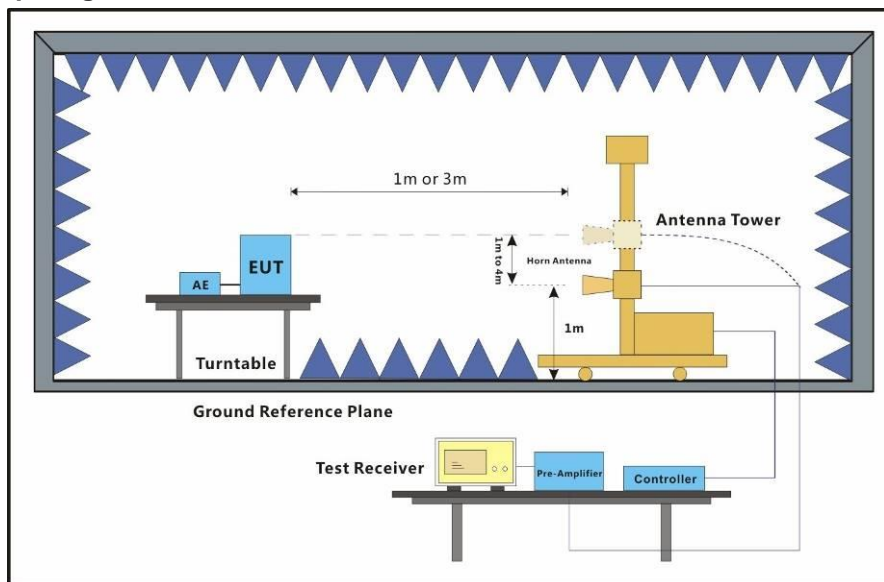 1m or 3m
Antenna Tower
1m to 4m
Horn Antenna
EUT
AE
1m
Turntable
Ground Reference Plane
Test Receiver
Pre-Amplifier
Controller